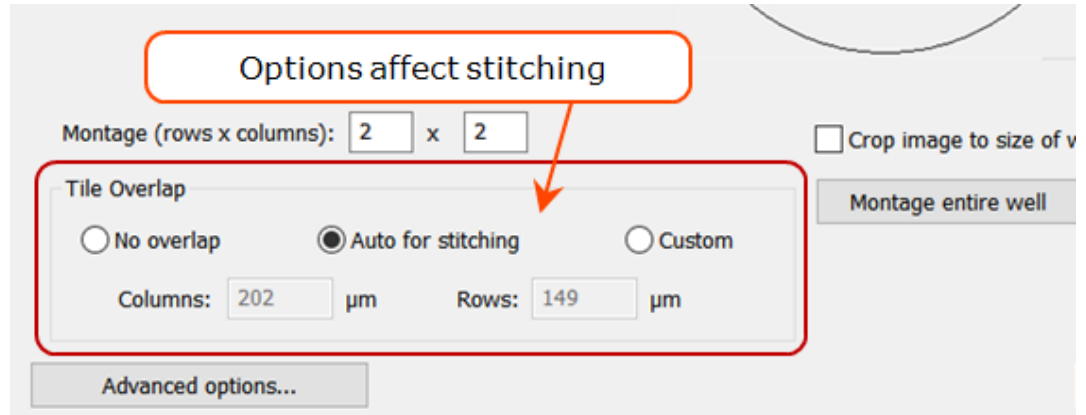 Options affect stitching
Montage (rows x columns): 2 x 2
Crop image to size of
Tile Overlap
Montage entire well
No overlap Auto for stitching Custom
Columns: 202 µm Rows: 149 µm
Advanced options...